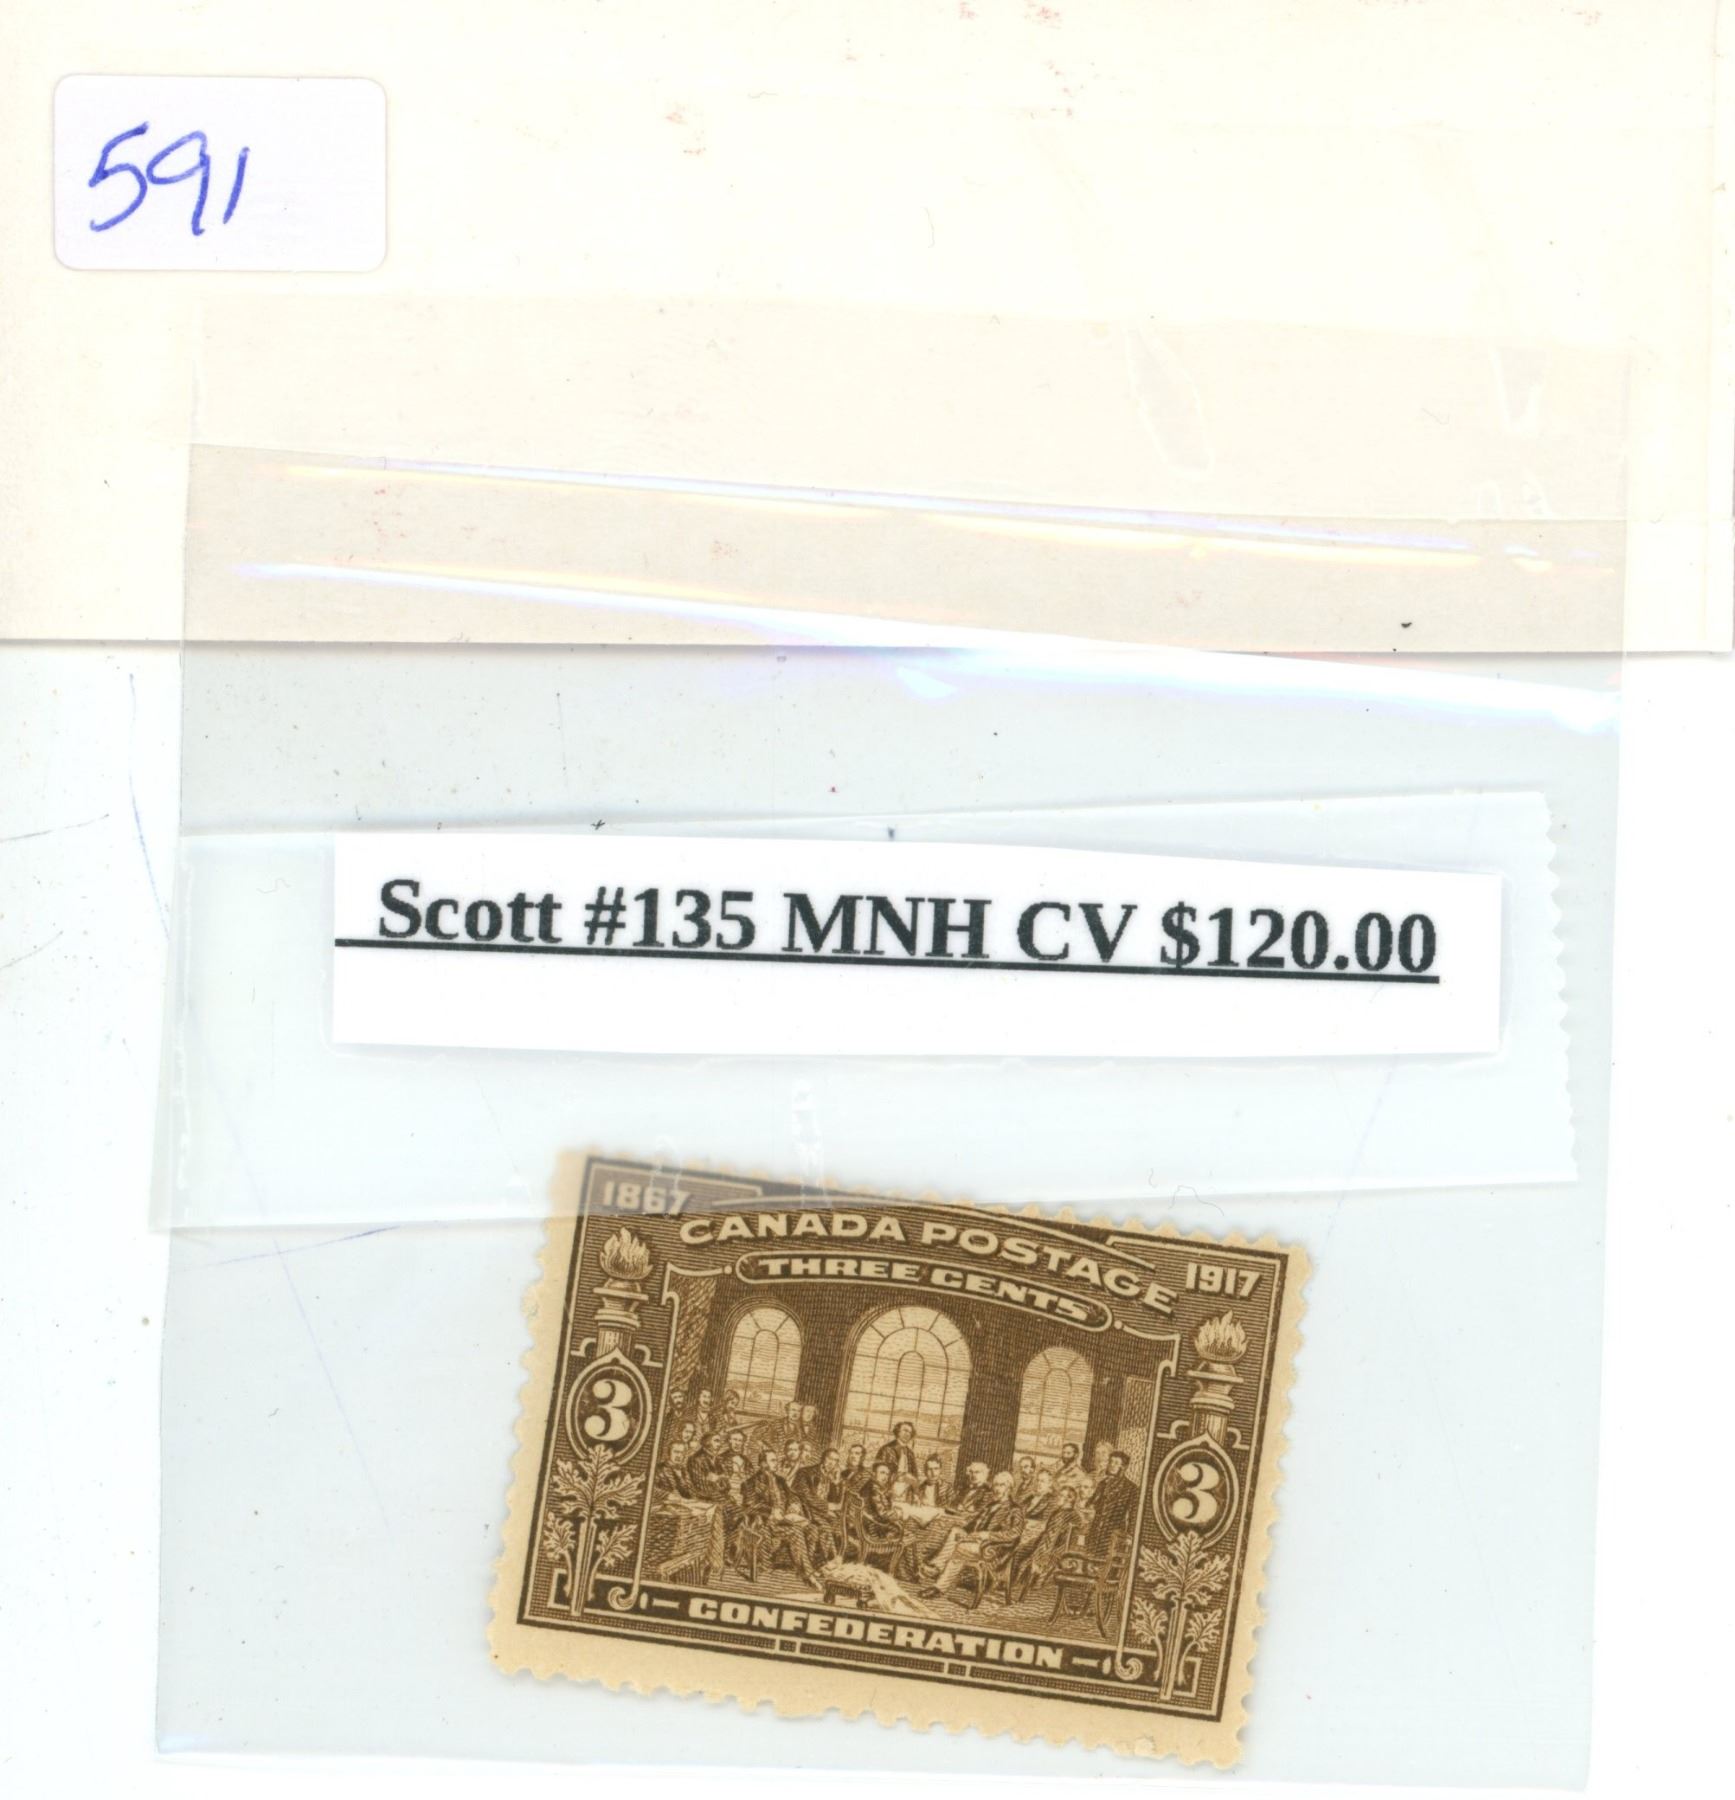 591
Scott #135 MNH CV $120.00
1867
CANADA POSTAGE
1917
THREE CENTS
3
3
CONFEDERATION